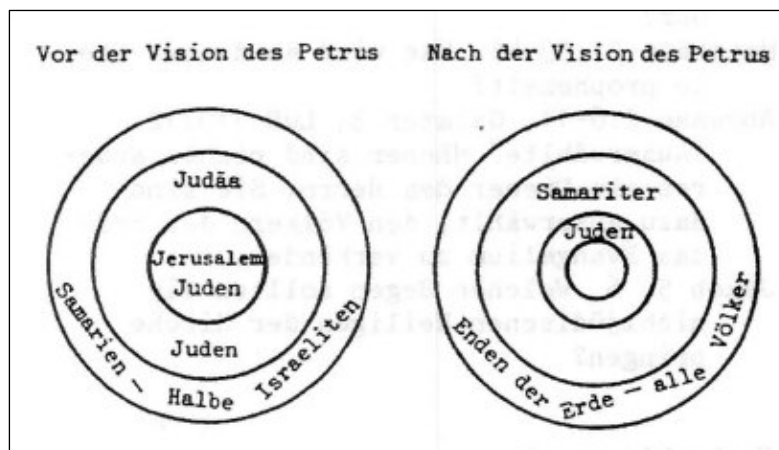 Vor der Vision des Petrus
Nach der Vision des Petrus
Judäa
Jerusalem
Juden
Juden
Samarien — Halbe Israeliten
Samariter
Juden
Enden der Erde — alle Völker